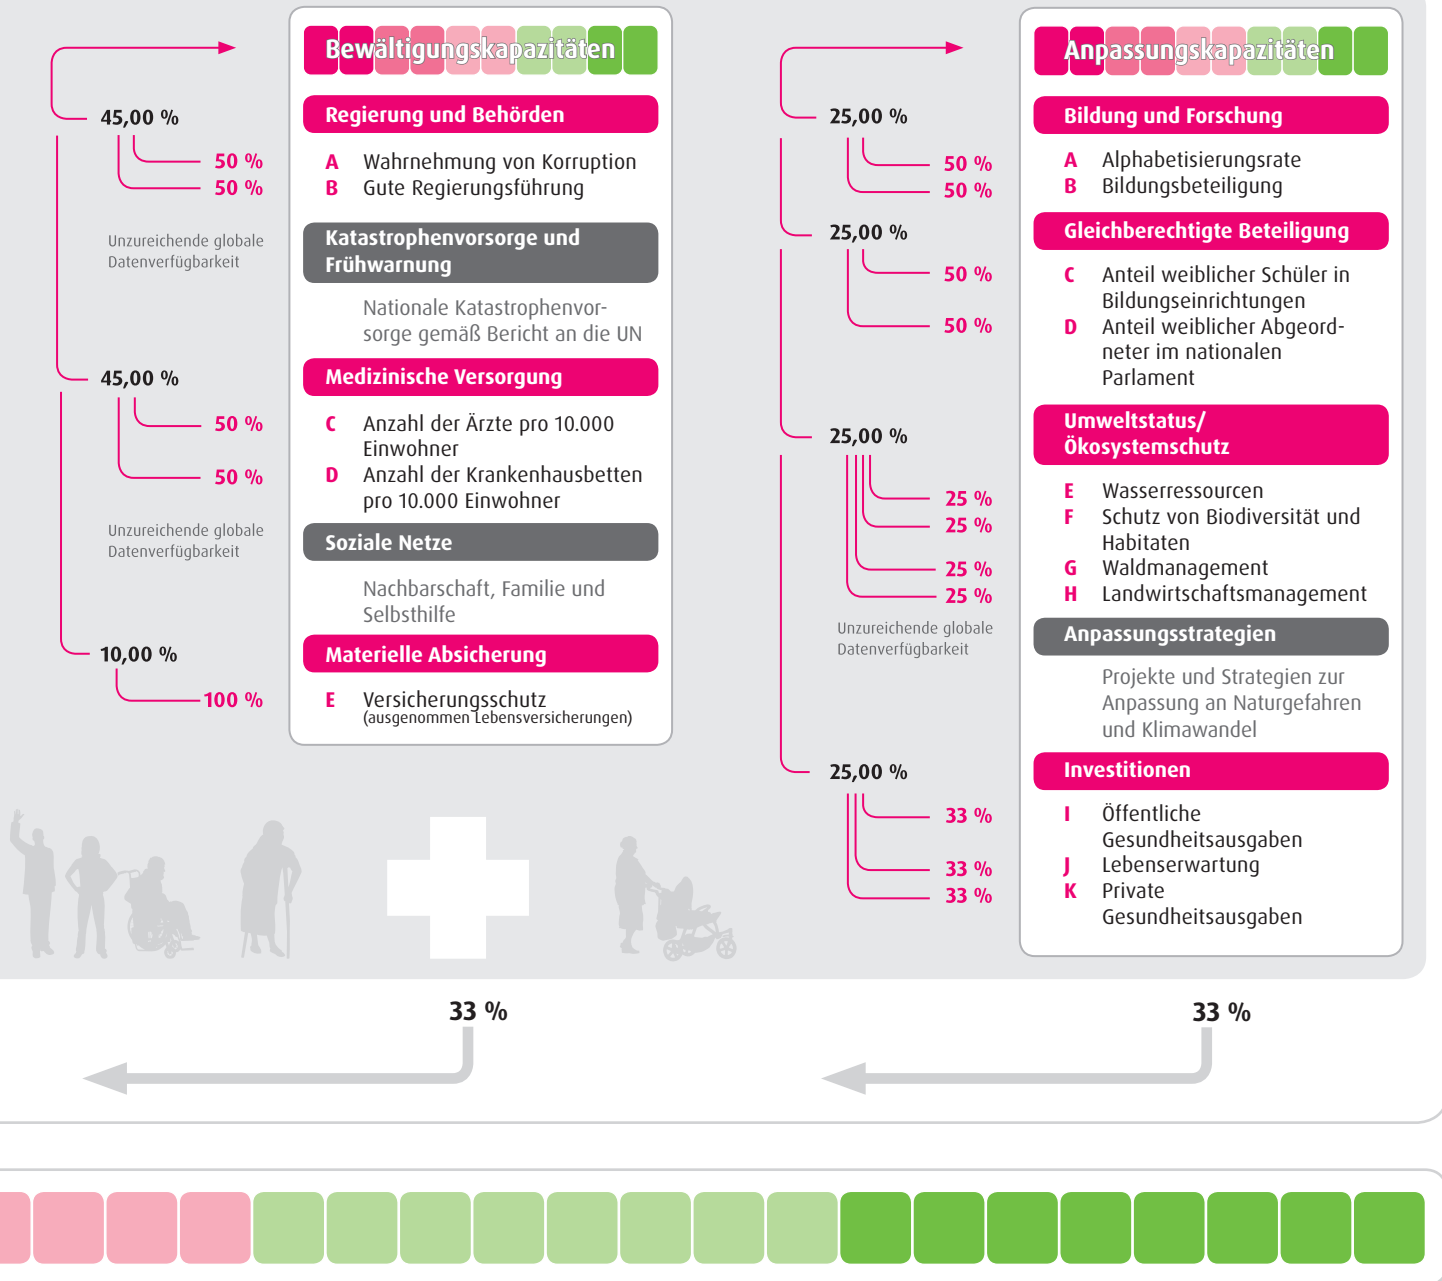 Bewältigungskapazitäten
45,00 %
Regierung und Behörden
50 %
A Wahrnehmung von Korruption
50 %
B Gute Regierungsführung
Unzureichende globale
Datenverfügbarkeit
Katastrophenvorsorge und
Frühwarnung
Nationale Katastrophenvor-
sorge gemäß Bericht an die UN
45,00 %
Medizinische Versorgung
50 %
C Anzahl der Ärzte pro 10.000
Einwohner
50 %
D Anzahl der Krankenhausbetten
pro 10.000 Einwohner
Unzureichende globale
Datenverfügbarkeit
Soziale Netze
Nachbarschaft, Familie und
Selbsthilfe
10,00 %
Materielle Absicherung
100 %
E Versicherungsschutz
(ausgenommen Lebensversicherungen)
33 %
Anpassungskapazitäten
25,00 %
Bildung und Forschung
50 %
A Alphabetisierungsrate
50 %
B Bildungsbeteiligung
25,00 %
Gleichberechtigte Beteiligung
50 %
C Anteil weiblicher Schüler in
Bildungseinrichtungen
50 %
D Anteil weiblicher Abgeord-
neter im nationalen
Parlament
25,00 %
Umweltstatus/
Ökosystemschutz
25 %
E Wasserressourcen
25 %
F Schutz von Biodiversität und
Habitaten
25 %
G Waldmanagement
25 %
H Landwirtschaftsmanagement
Unzureichende globale
Datenverfügbarkeit
Anpassungsstrategien
Projekte und Strategien zur
Anpassung an Naturgefahren
und Klimawandel
25,00 %
Investitionen
33 %
I Öffentliche
Gesundheitsausgaben
33 %
J Lebenserwartung
33 %
K Private
Gesundheitsausgaben
33 %